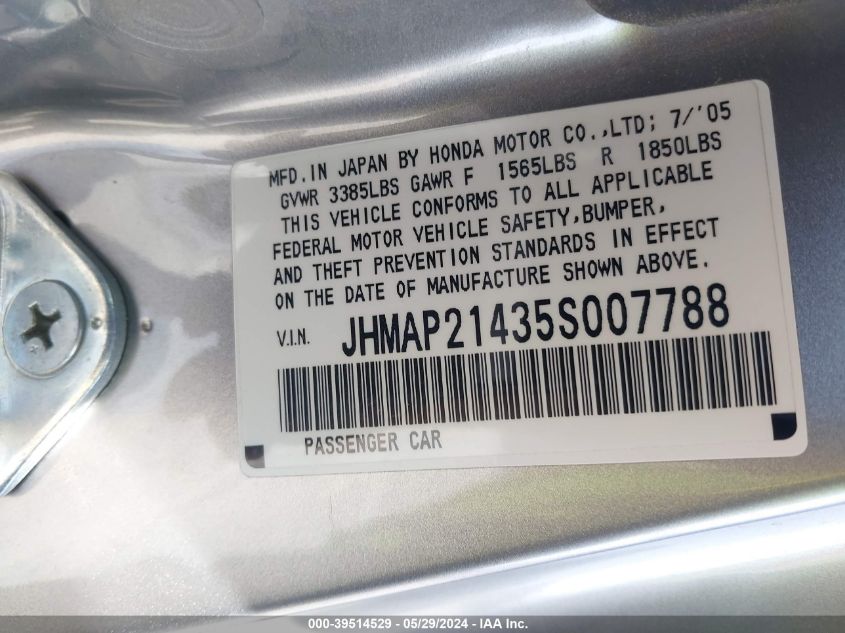 MFD.IN JAPAN BY HONDA MOTOR CO.,LTD; 7/'05
GVWR 3385LBS GAWR F 1565LBS R 1850LBS
THIS VEHICLE CONFORMS TO ALL APPLICABLE
FEDERAL MOTOR VEHICLE SAFETY,BUMPER,
AND THEFT PREVENTION STANDARDS IN EFFECT
ON THE DATE OF MANUFACTURE SHOWN ABOVE.
V.I.N. JHMAP21435S007788
PASSENGER CAR
000-39514529 - 05/29/2024 - IAA Inc.